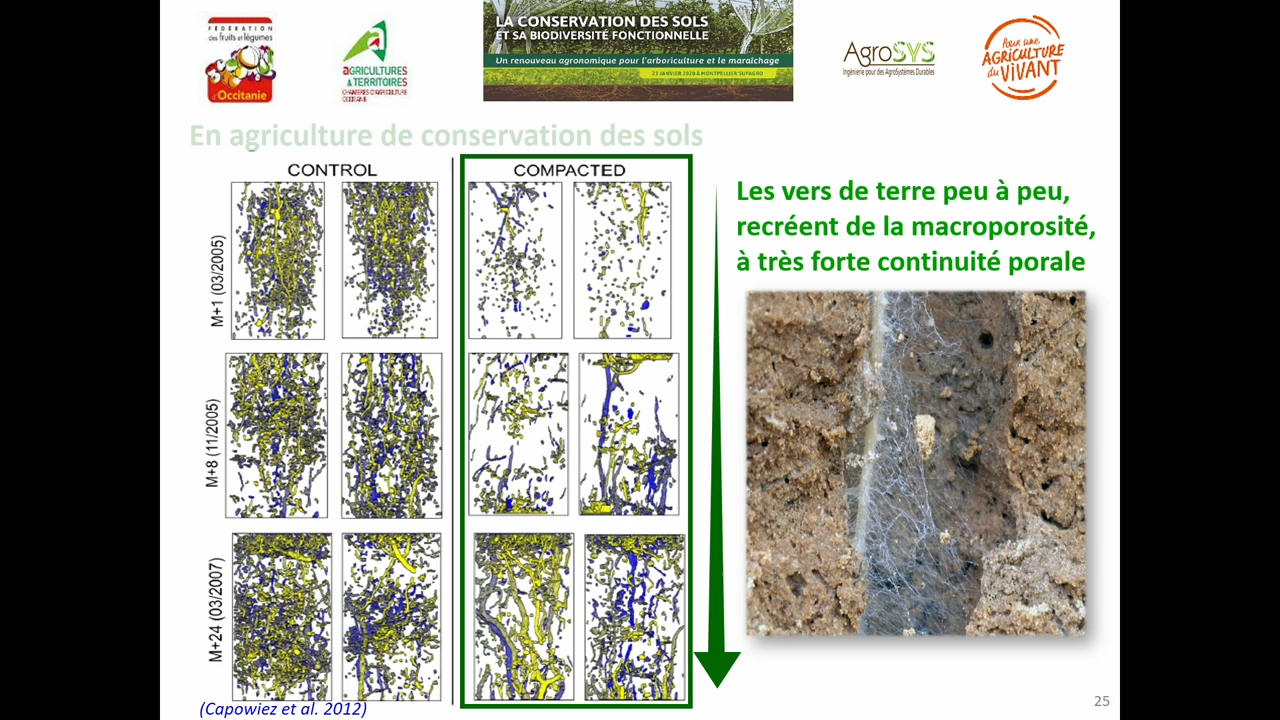 FÉDÉRATION
des fruits et légumes
d'Occitanie
AGRICULTURES
& TERRITOIRES
CHAMBRES D'AGRICULTURE
OCCITANIE
LA CONSERVATION DES SOLS
ET SA BIODIVERSITÉ FONCTIONNELLE
Un renouveau agronomique pour l'arboriculture et le maraîchage
23 JANVIER 2020 À MONTPELLIER SUPAGRO
AgroSYS
Ingénierie pour des AgroSystèmes Durables
Pour une
AGRICULTURE
du VIVANT
En agriculture de conservation des sols
CONTROL
COMPACTED
M+1 (03/2005)
M+8 (11/2005)
M+24 (03/2007)
Les vers de terre peu à peu,
recréent de la macroporosité,
à très forte continuité porale
(Capowiez et al. 2012)
25